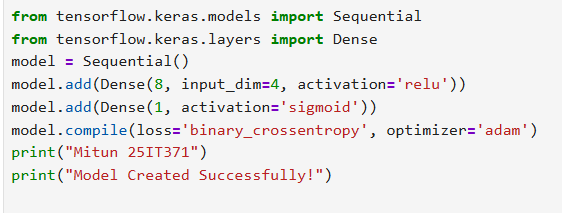 from tensorflow.keras.models import Sequential
from tensorflow.keras.layers import Dense
model = Sequential()
model.add(Dense(8, input_dim=4, activation='relu'))
model.add(Dense(1, activation='sigmoid'))
model.compile(loss='binary_crossentropy', optimizer='adam')
print("Mitun 25IT371")
print("Model Created Successfully!")